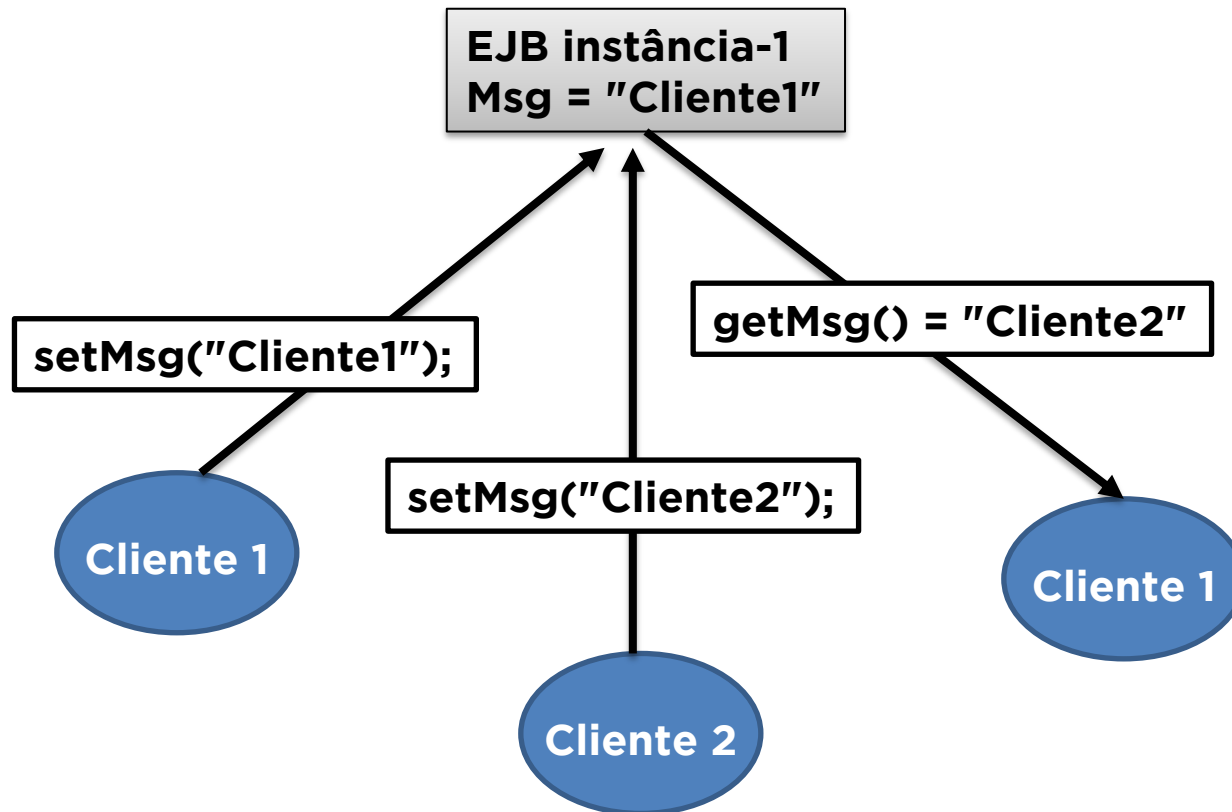 EJB instância-1
Msg = "Cliente1"
getMsg() = "Cliente2"
setMsg("Cliente1");
setMsg("Cliente2");
Cliente 1
Cliente 1
Cliente 2